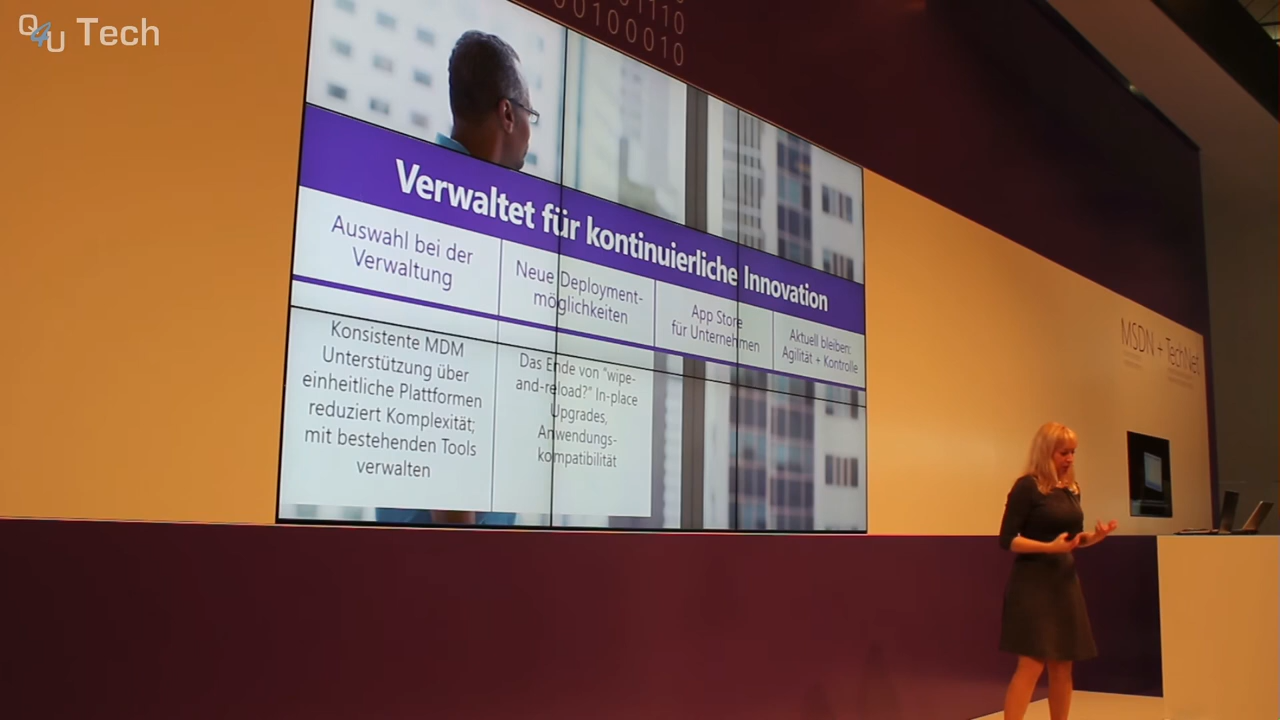 Q4U Tech
1110
00100010
Verwaltet für kontinuierliche Innovation
Auswahl bei der
Verwaltung
Neue Deployment-
möglichkeiten
App Store
für Unternehmen
Aktuell bleiben:
Agilität + Kontrolle
Konsistente MDM
Unterstützung über
einheitliche Plattformen
reduziert Komplexität;
mit bestehenden Tools
verwalten
Das Ende von "wipe-
and-reload?" In-place
Upgrades,
Anwendungs-
kompatibilität
MSDN + TechNet